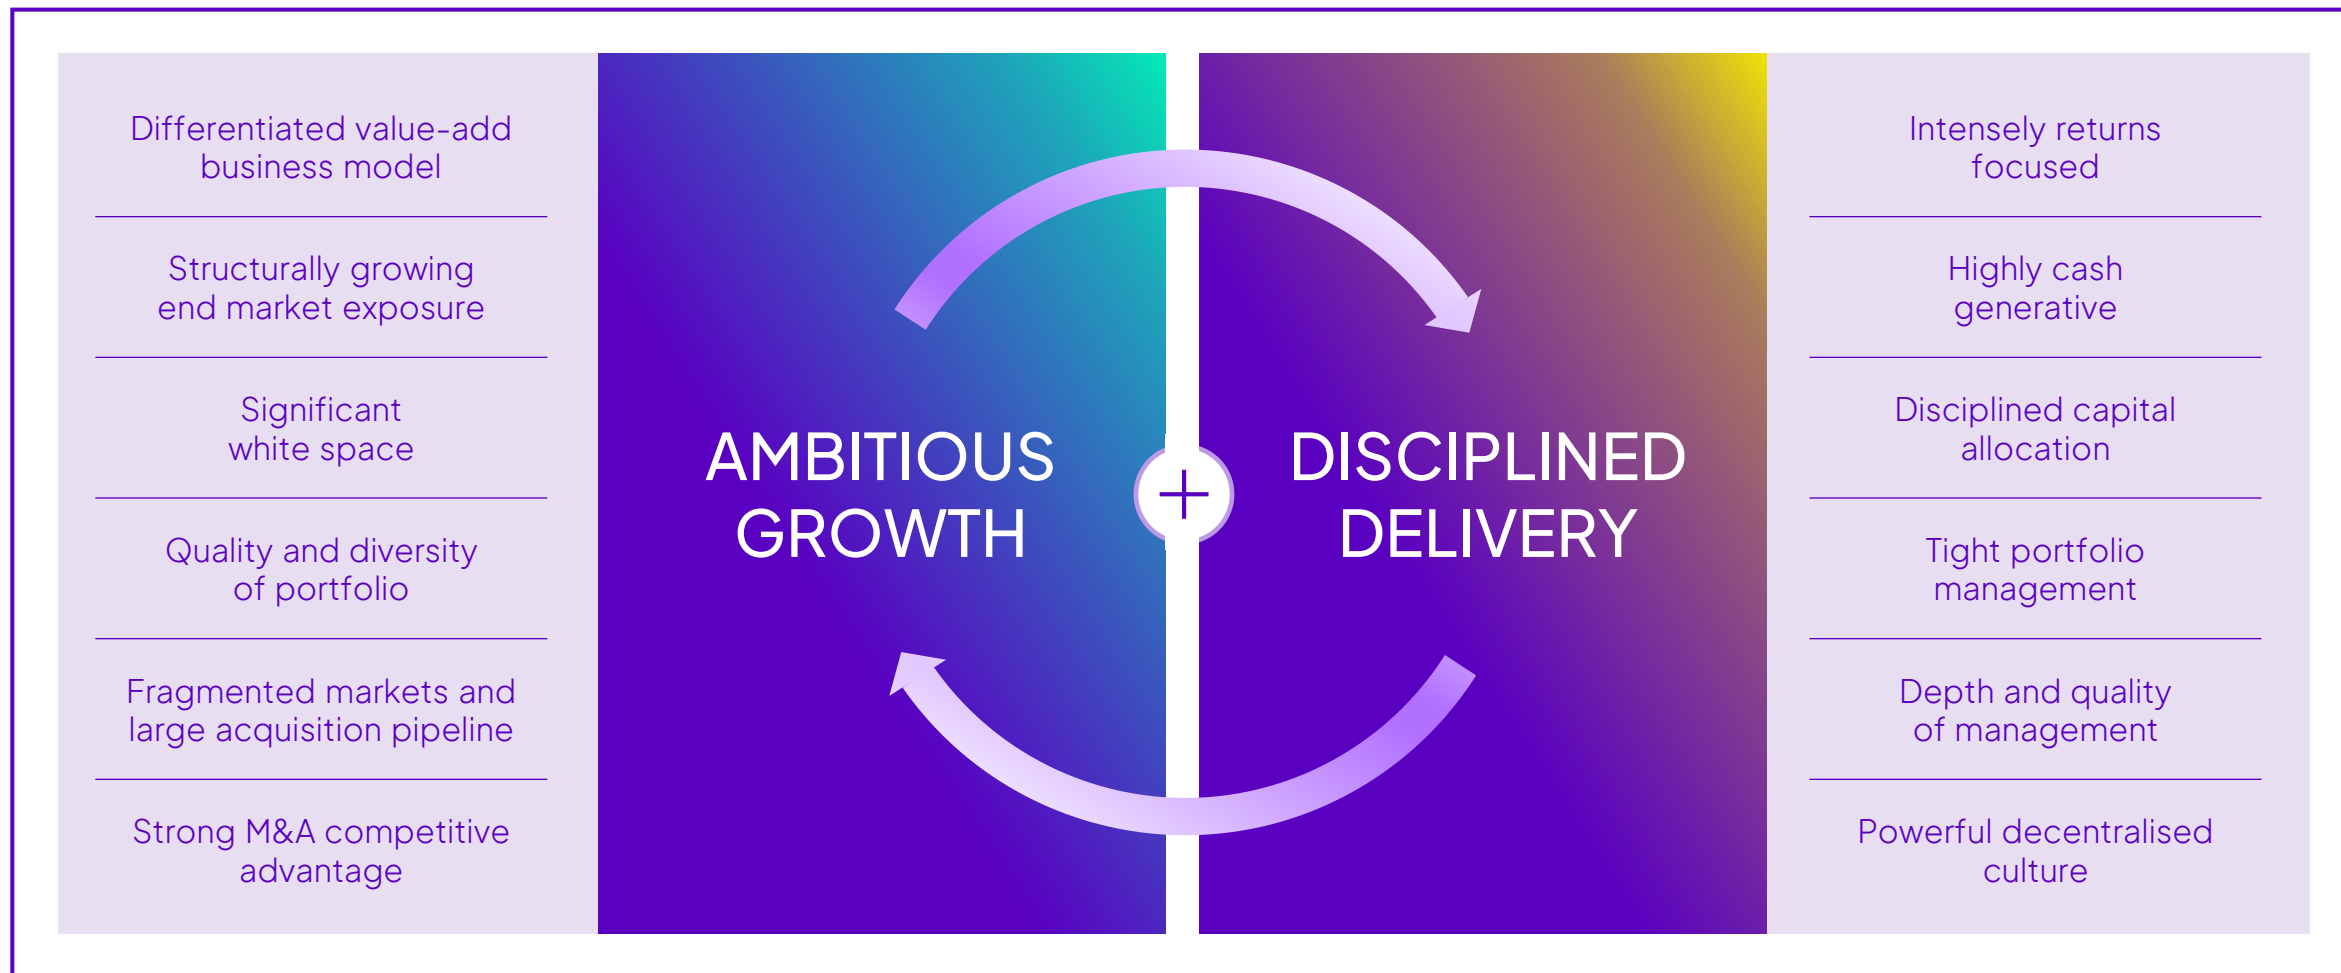 Differentiated value-add
business model
Structurally growing
end market exposure
Significant
white space
Quality and diversity
of portfolio
Fragmented markets and
large acquisition pipeline
Strong M&A competitive
advantage
AMBITIOUS
GROWTH
+
DISCIPLINED
DELIVERY
Intensely returns
focused
Highly cash
generative
Disciplined capital
allocation
Tight portfolio
management
Depth and quality
of management
Powerful decentralised
culture